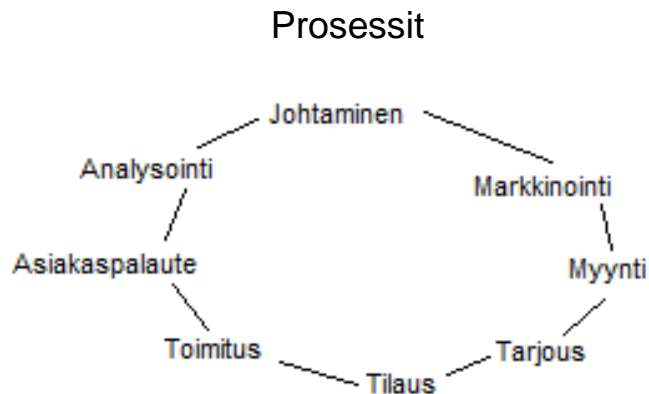 Prosessit
Johtaminen
Analysointi
Markkinointi
Asiakaspalaute
Myynti
Toimitus
Tarjous
Tilaus